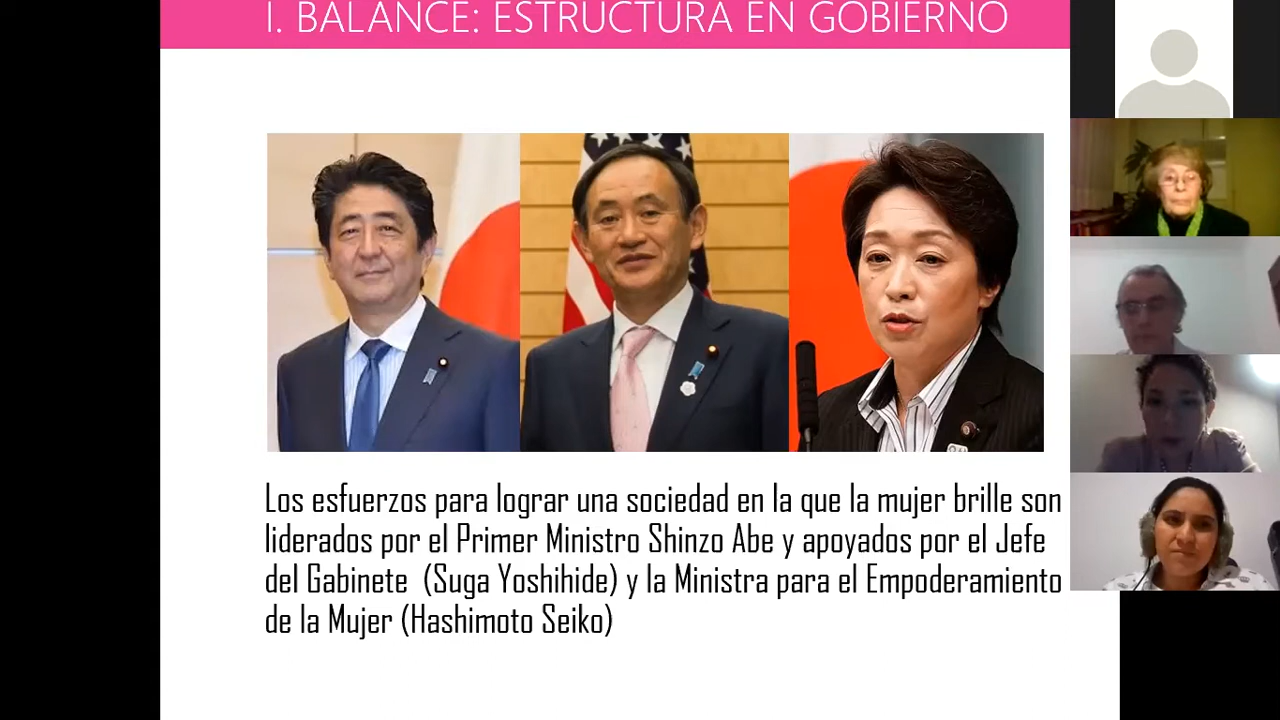 I. BALANCE: ESTRUCTURA EN GOBIERNO
Los esfuerzos para lograr una sociedad en la que la mujer brille son
liderados por el Primer Ministro Shinzo Abe y apoyados por el Jefe
del Gabinete (Suga Yoshihide) y la Ministra para el Empoderamiento
de la Mujer (Hashimoto Seiko)